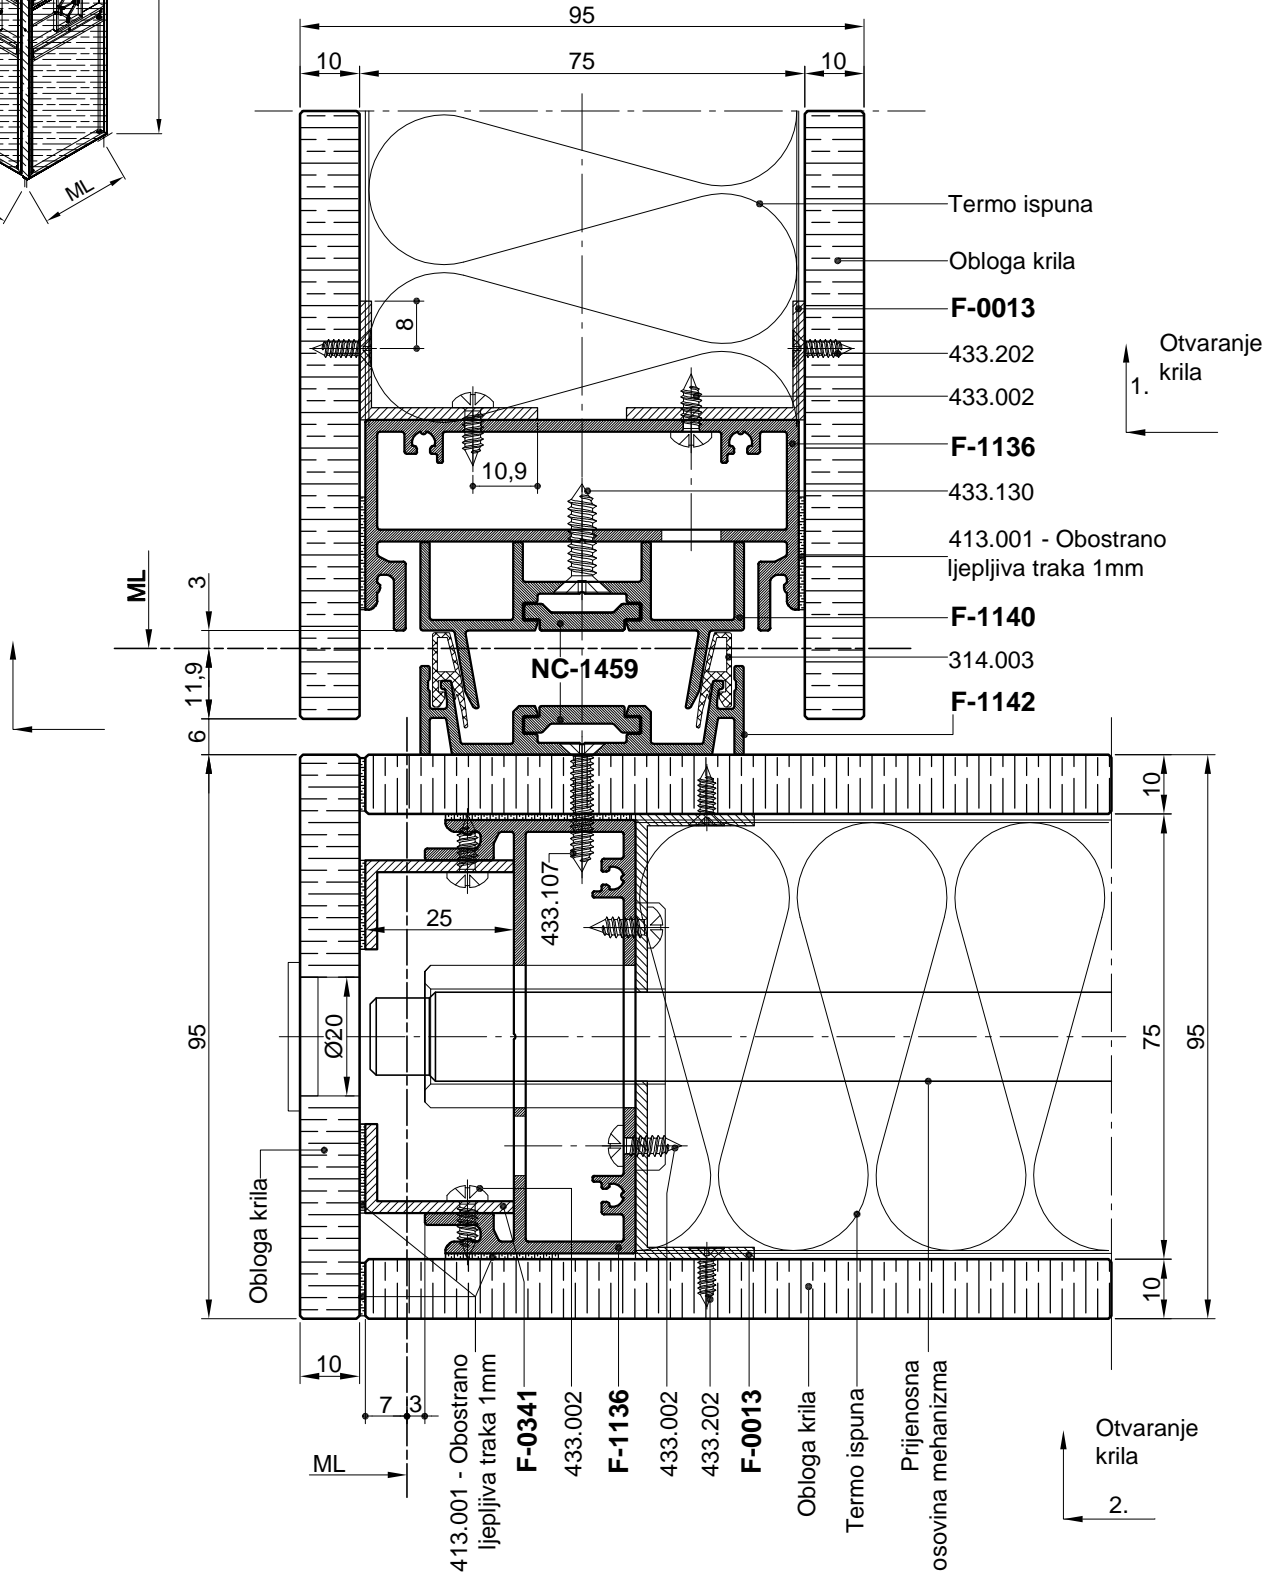 95
10
75
10
ML
Termo ispuna
Obloga krila
F-0013
8
433.202
Otvaranje
krila
1.
433.002
F-1136
10,9
433.130
413.001 - Obostrano
ljepljiva traka 1mm
ML
3
F-1140
314.003
NC-1459
11,9
F-1142
6
10
433.107
25
95
Ø20
75
95
Obloga krila
10
10
7
3
ML
413.001 - Obostrano
ljepljiva traka 1mm
F-0341
433.002
F-1136
433.002
433.202
F-0013
Obloga krila
Termo ispuna
Prijenosna
osovina mehanizma
Otvaranje
krila
2.